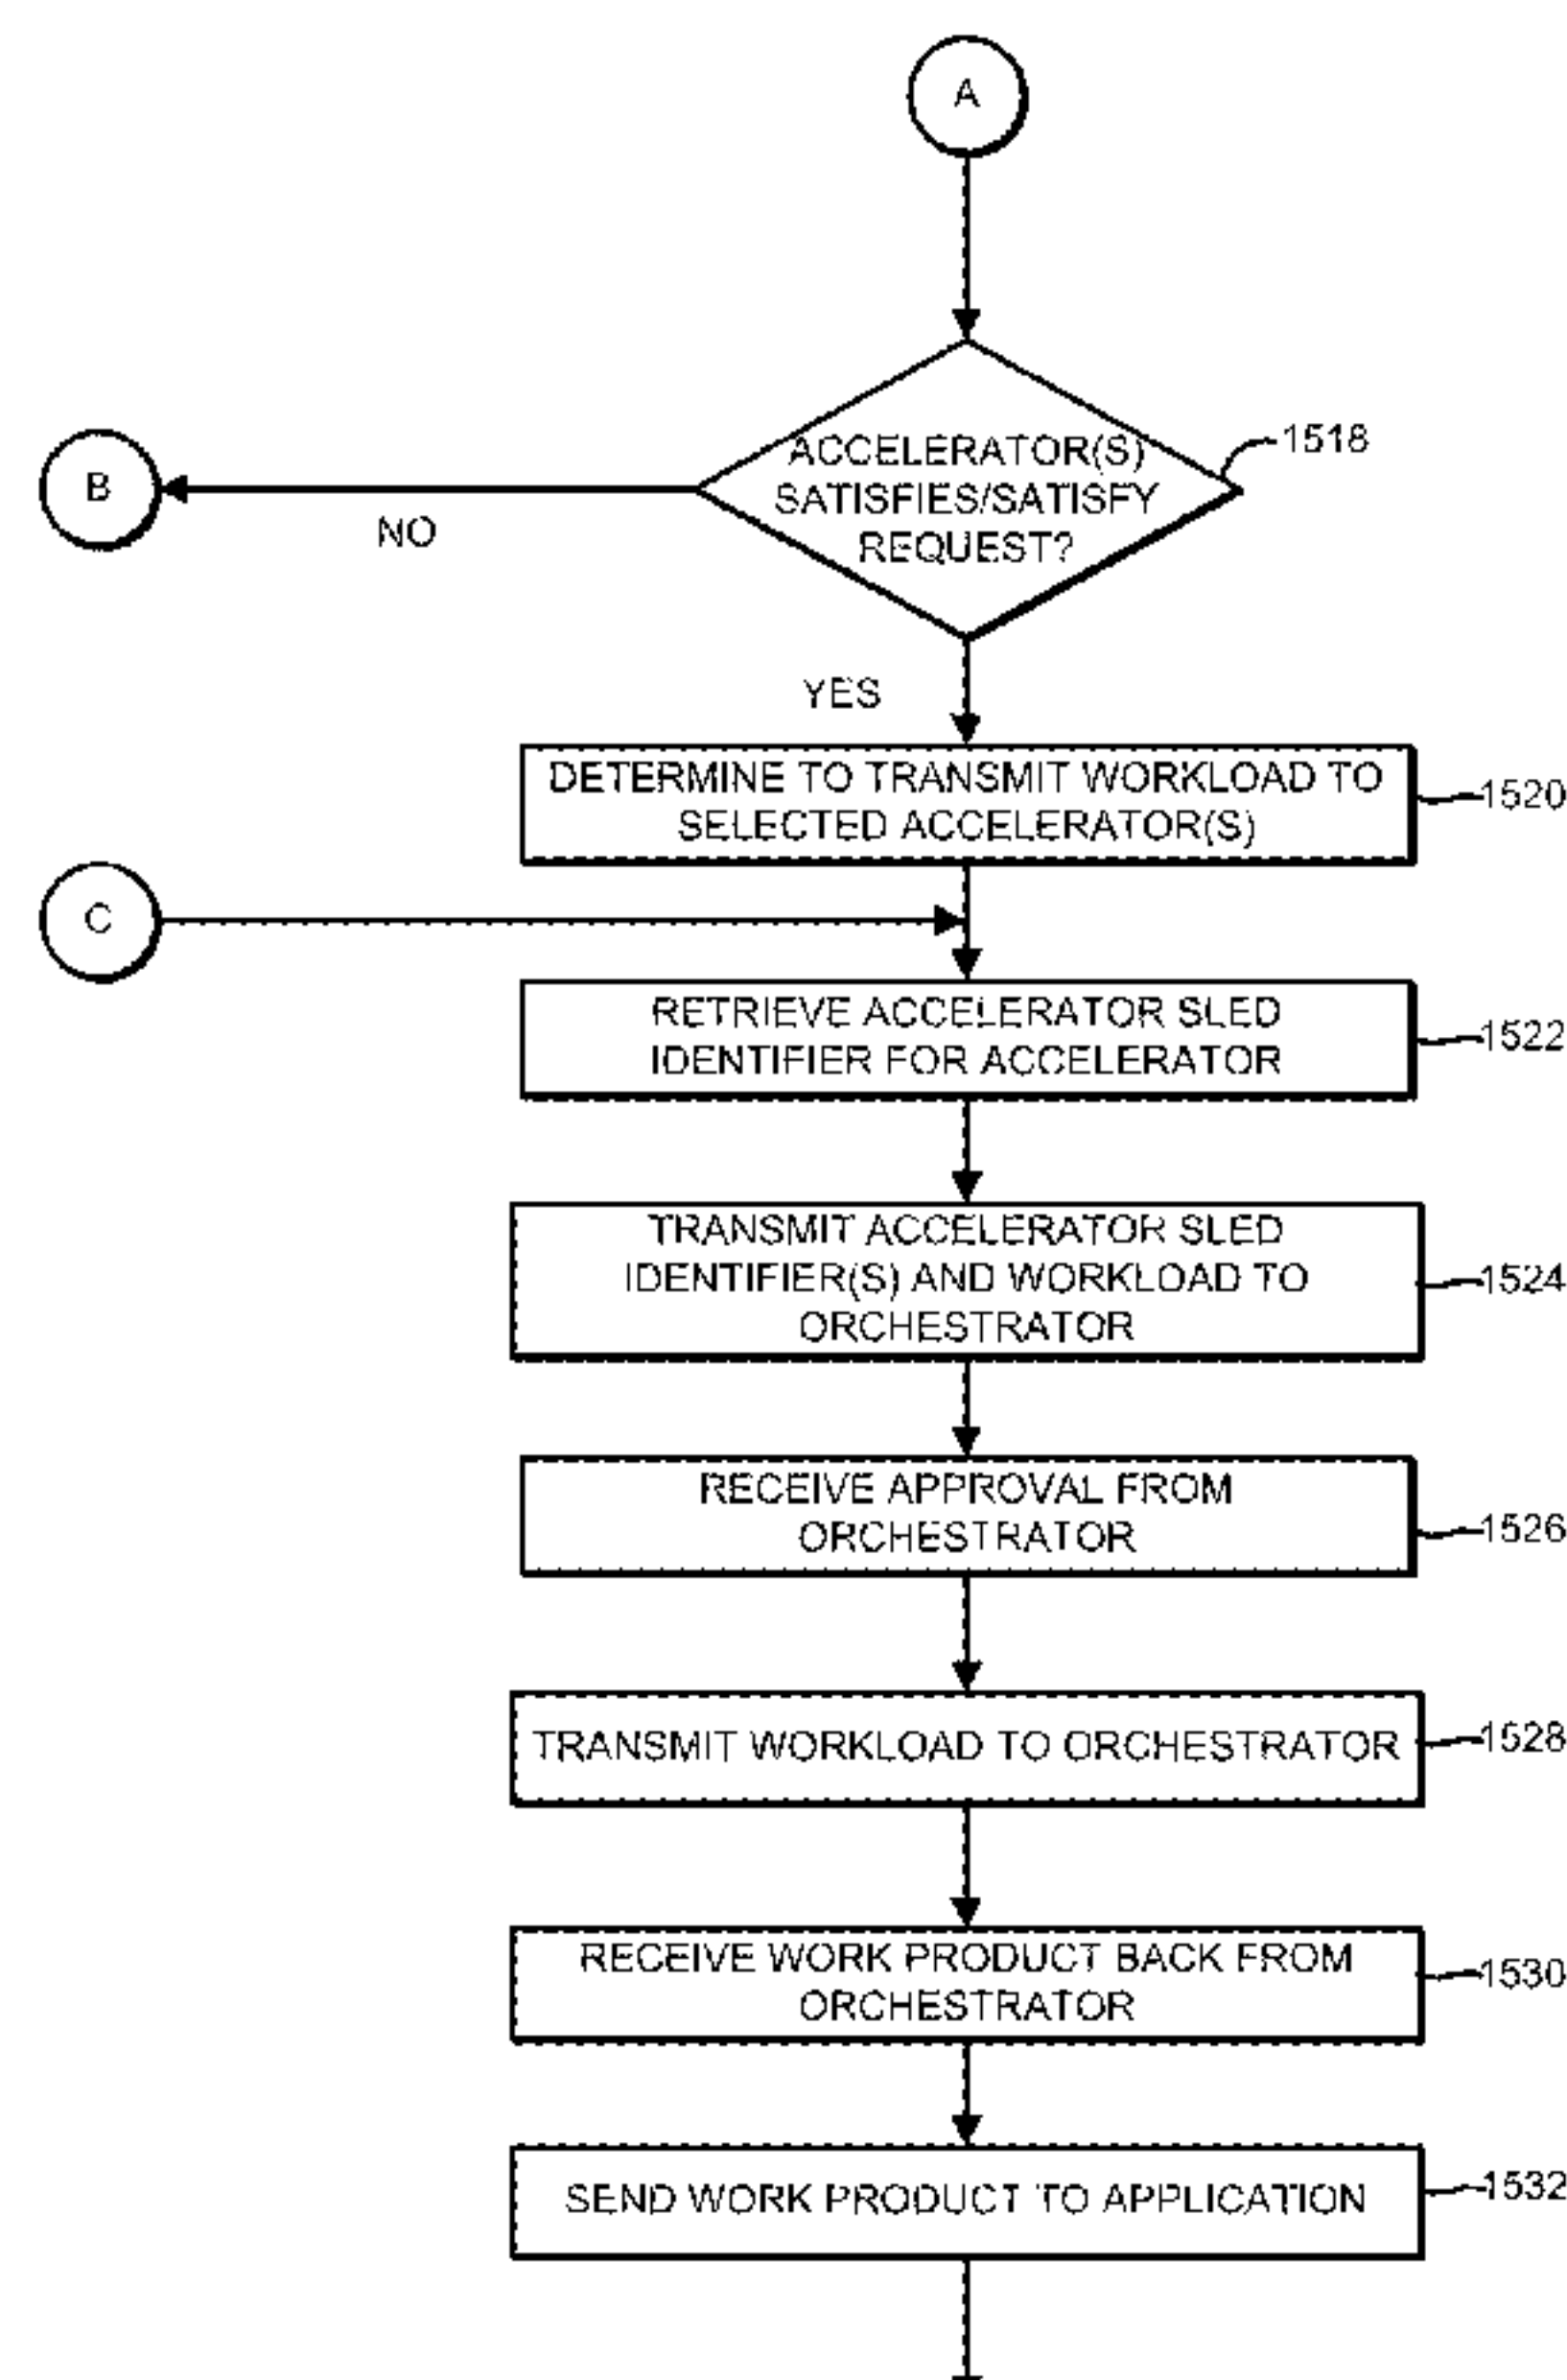 A
ACCELERATOR(S)
SATISFIES/SATISFY
REQUEST?
1518
B
NO
YES
DETERMINE TO TRANSMIT WORKLOAD TO
SELECTED ACCELERATOR(S)
1520
C
RETRIEVE ACCELERATOR SLED
IDENTIFIER FOR ACCELERATOR
1522
TRANSMIT ACCELERATOR SLED
IDENTIFIER(S) AND WORKLOAD TO
ORCHESTRATOR
1524
RECEIVE APPROVAL FROM
ORCHESTRATOR
1526
TRANSMIT WORKLOAD TO ORCHESTRATOR
1528
RECEIVE WORK PRODUCT BACK FROM
ORCHESTRATOR
1530
SEND WORK PRODUCT TO APPLICATION
1532